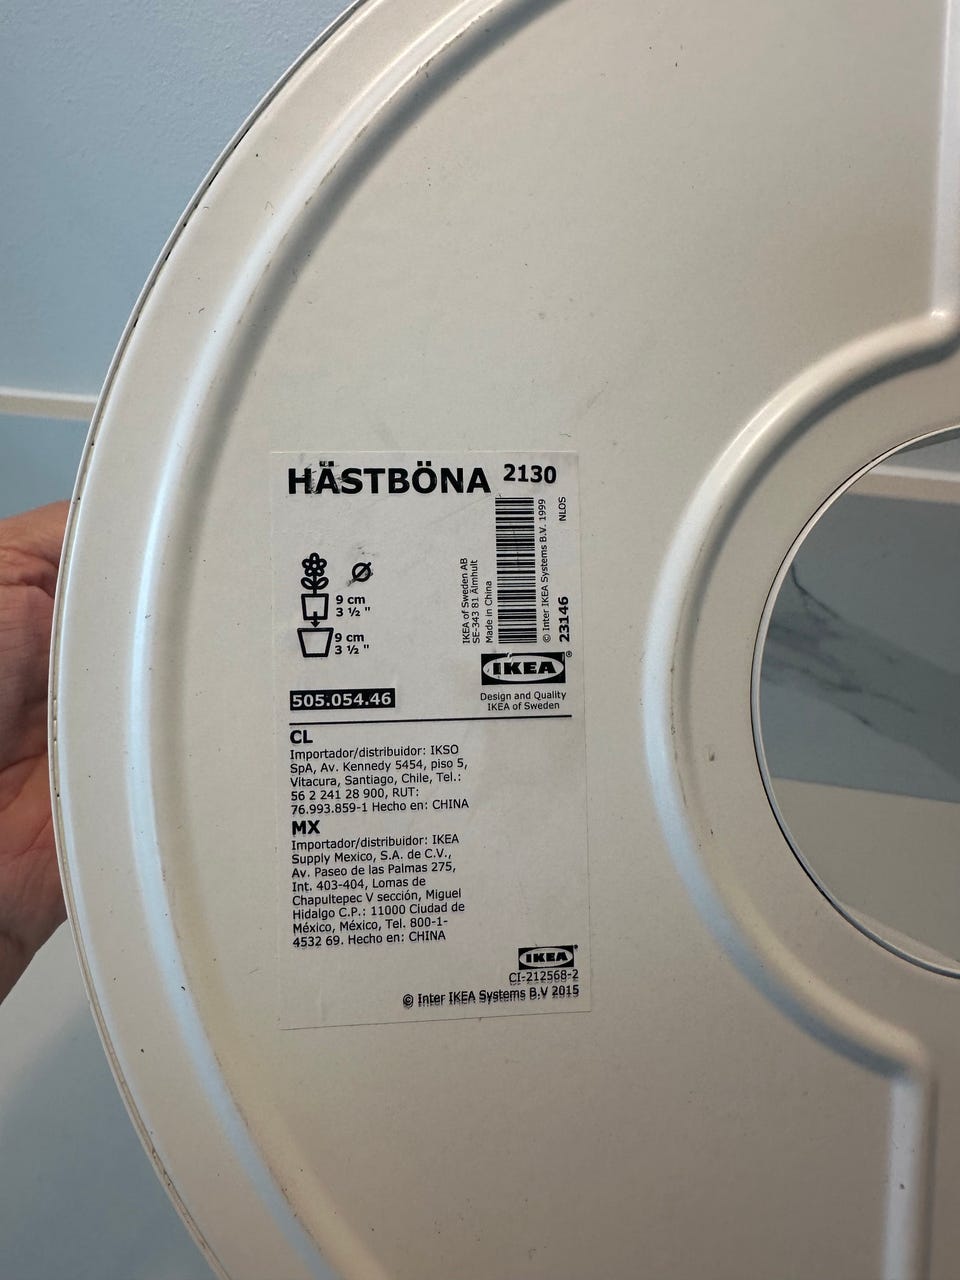 HÄSTBÖNA 2130
9 cm
3 ½ "
9 cm
3 ½ "
505.054.46
IKEA of Sweden AB
SE-343 81 Älmhult
Made in China
© Inter IKEA Systems B.V. 1999
23146
NLOS
IKEA®
Design and Quality
IKEA of Sweden
CL
Importador/distribuidor: IKSO
SpA, Av. Kennedy 5454, piso 5,
Vitacura, Santiago, Chile, Tel.:
56 2 241 28 900, RUT:
76.993.859-1 Hecho en: CHINA
MX
Importador/distribuidor: IKEA
Supply Mexico, S.A. de C.V.,
Av. Paseo de las Palmas 275,
Int. 403-404, Lomas de
Chapultepec V sección, Miguel
Hidalgo C.P.: 11000 Ciudad de
México, México, Tel. 800-1-
4532 69. Hecho en: CHINA
IKEA®
CI-212568-2
© Inter IKEA Systems B.V 2015